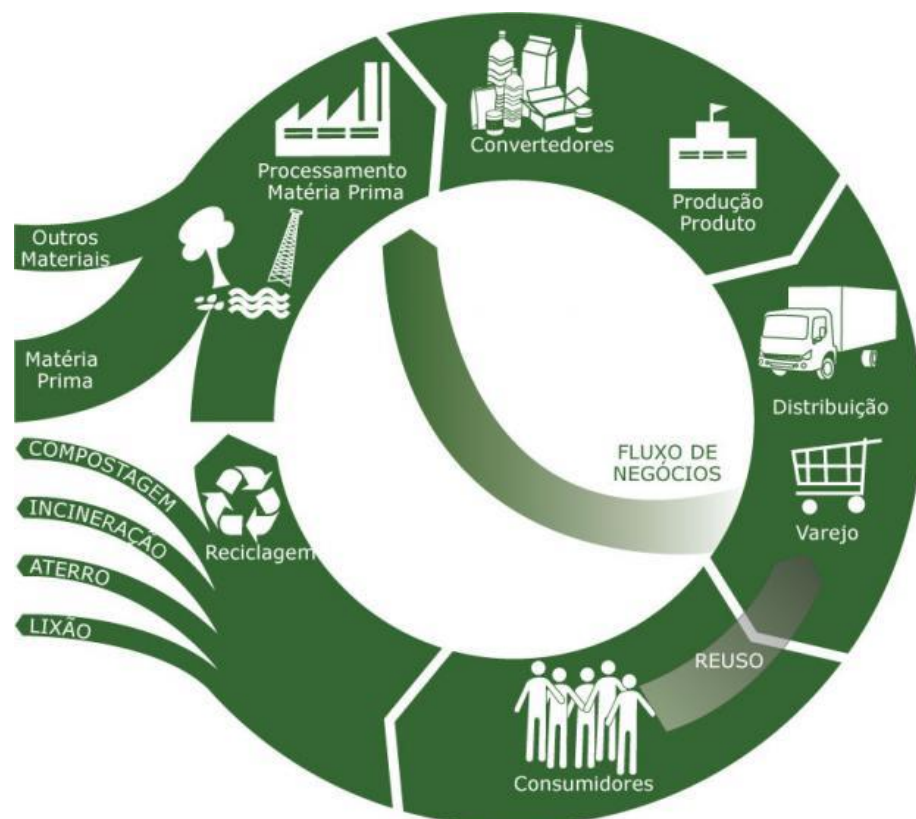 Convertedores
Processamento
Matéria Prima
Produção
Produto
Outros
Materiais
Matéria
Prima
Distribuição
FLUXO DE
NEGÓCIOS
COMPOSTAGEM
INCINERAÇÃO
ATERRO
LIXÃO
Reciclagem
Varejo
REUSO
Consumidores